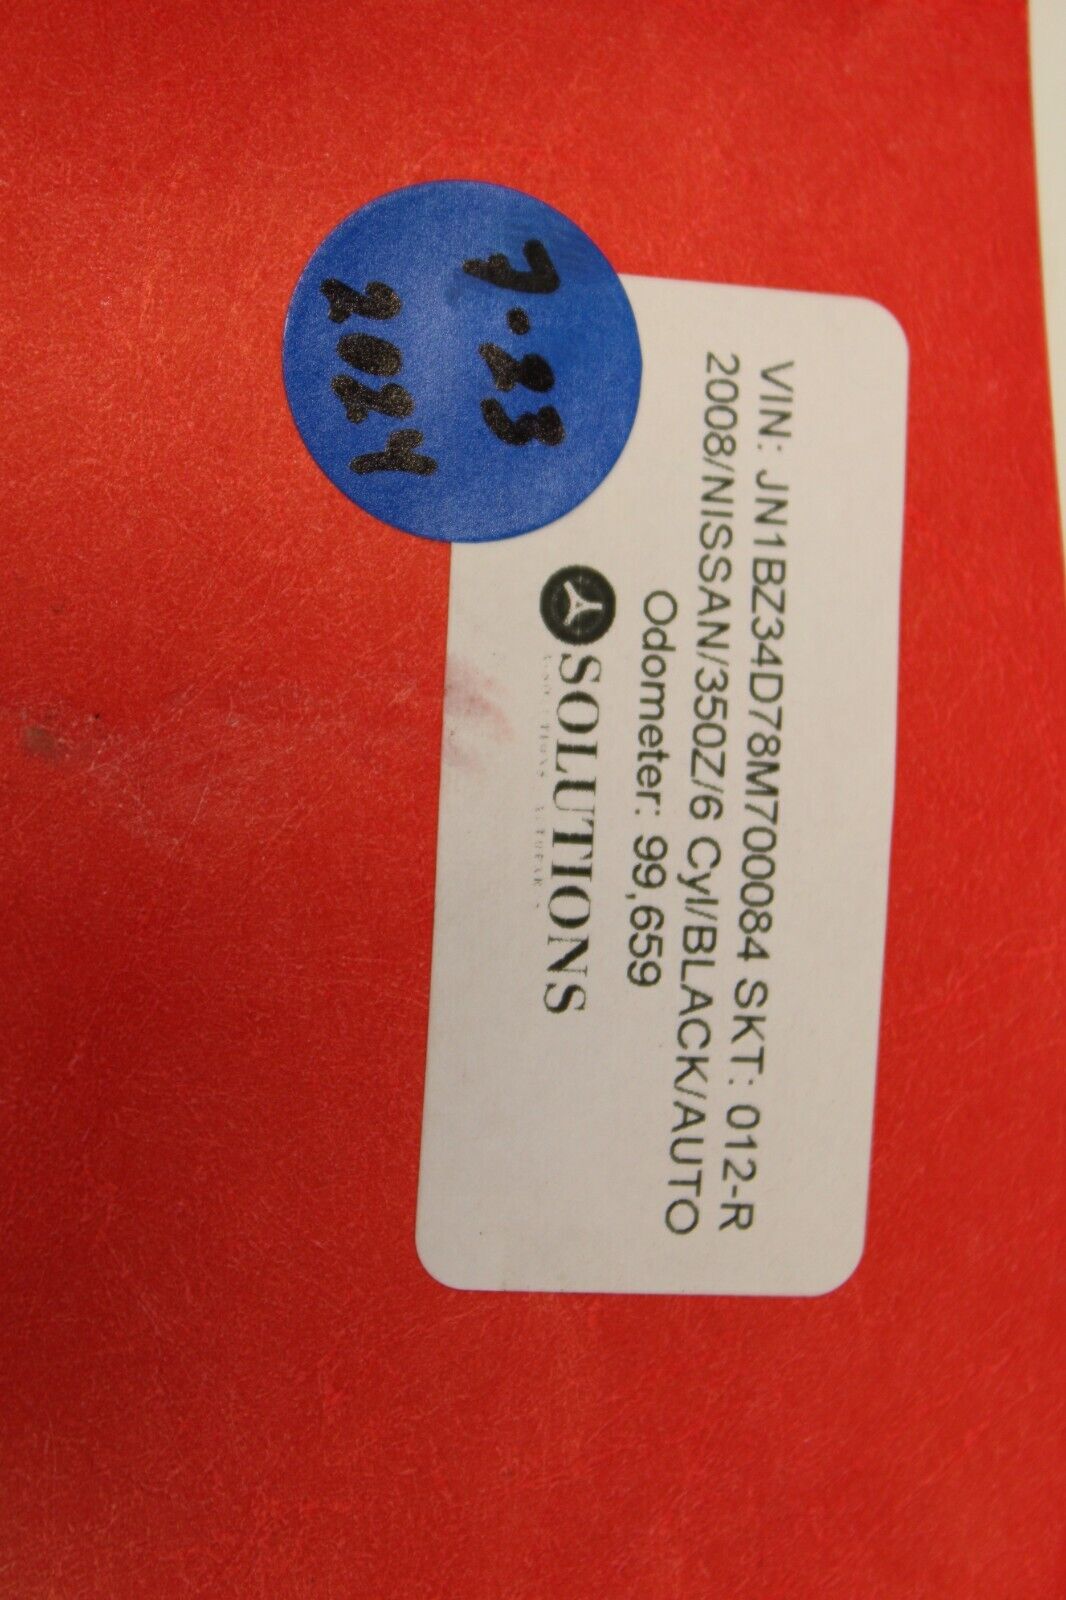 7-23
2024
VIN: JN1BZ34D78M700084 SKT: 012-R
2008/NISSAN/350Z/6 Cyl/BLACK/AUTO
Odometer: 99,659
SOLUTIONS